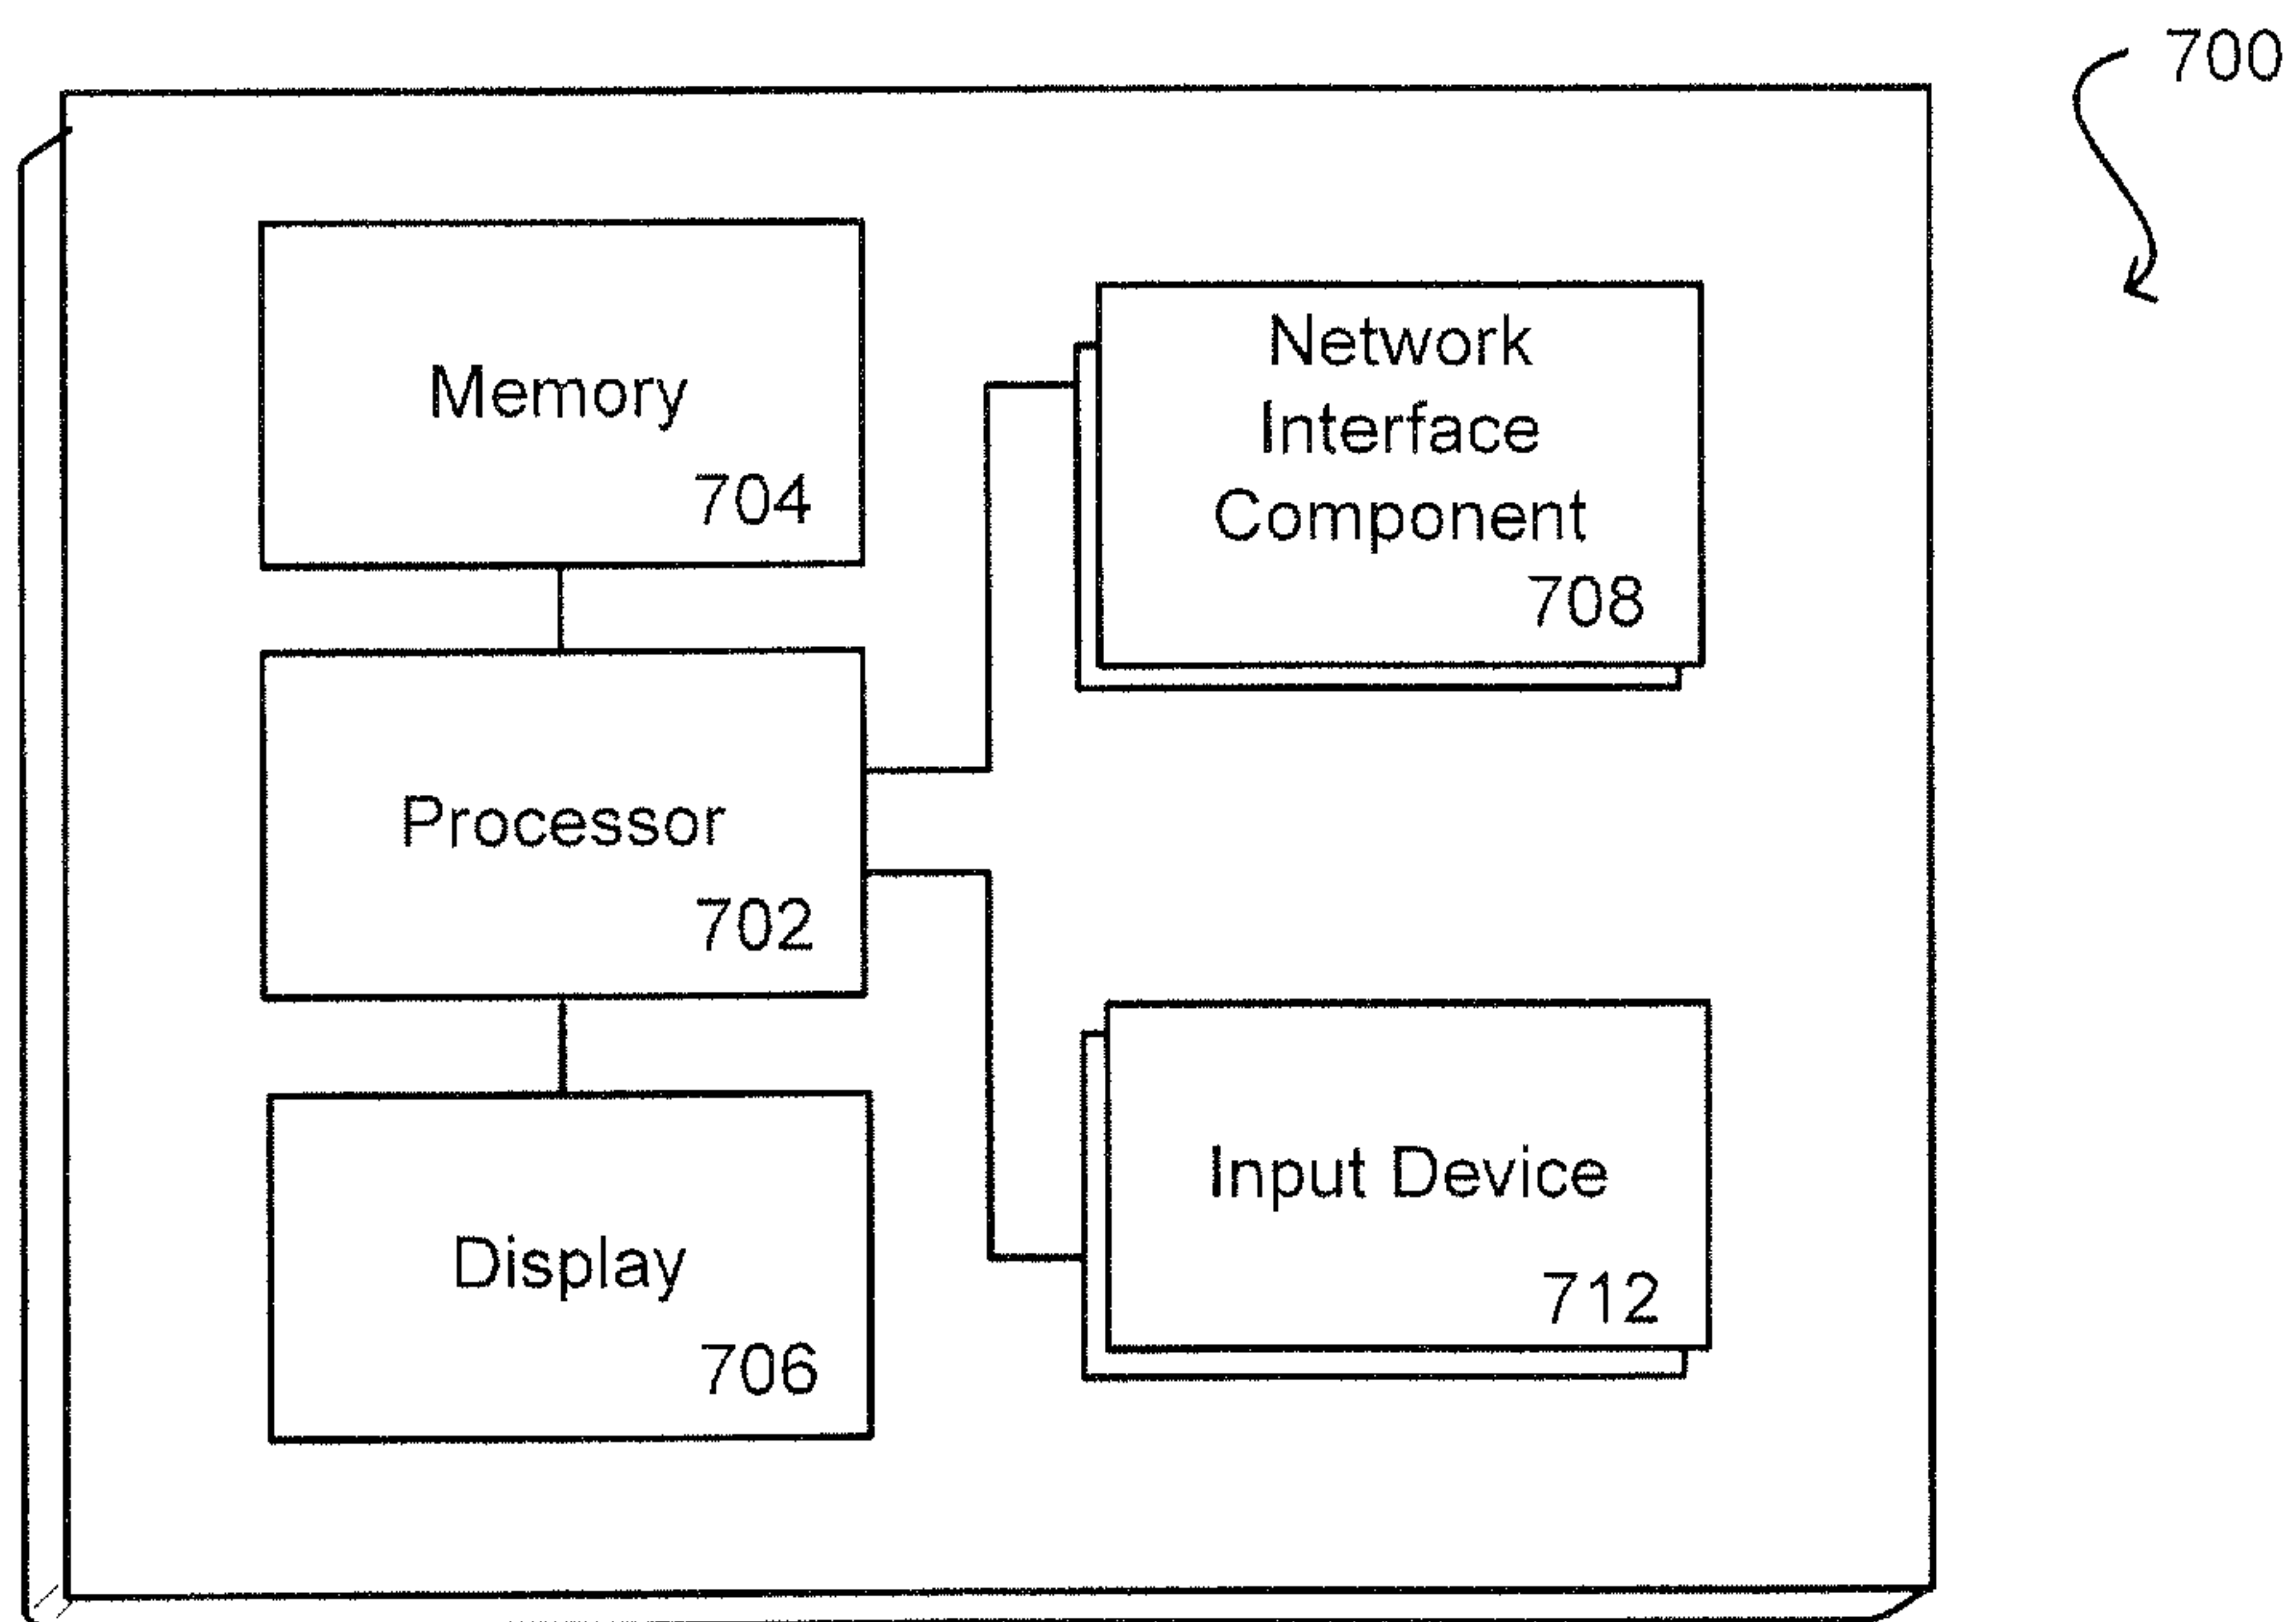 700
Memory
704
Network
Interface
Component
708
Processor
702
Input Device
712
Display
706